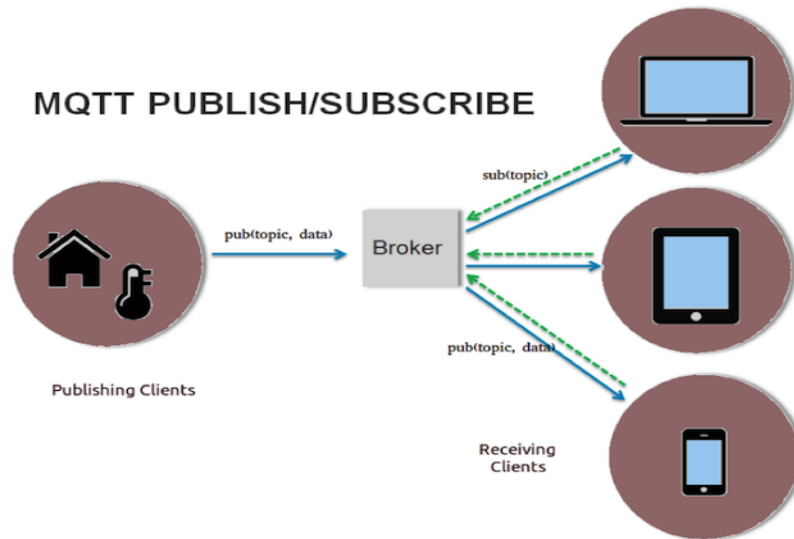 MQTT PUBLISH/SUBSCRIBE
sub(topic)
pub(topic, data)
Broker
pub(topic, data)
Publishing Clients
Receiving
Clients